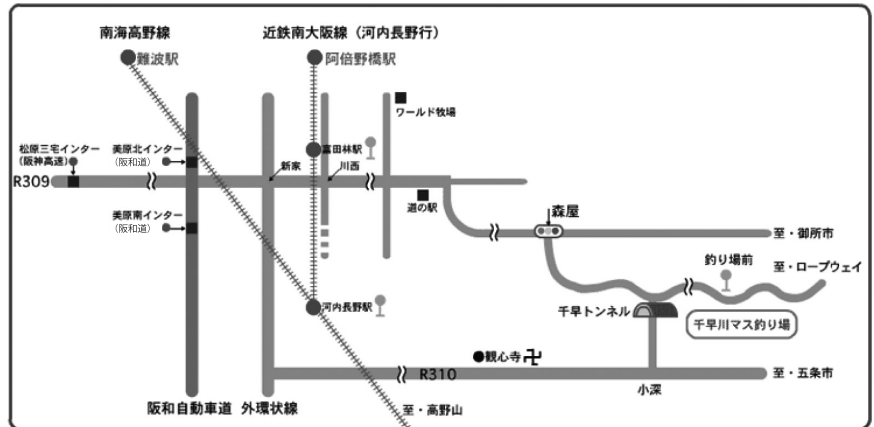 南海高野線
近鉄南大阪線（河内長野行）
難波駅
阿倍野橋駅
ワールド牧場
松原三宅インター
(阪神高速)
美原北インター
(阪和道)
富田林駅
新家
川西
R309
道の駅
森屋
美原南インター
(阪和道)
至・御所市
釣り場前
至・ロープウェイ
河内長野駅
千早トンネル
千早川マス釣り場
観心寺卍
R310
至・五条市
小深
阪和自動車道
外環状線
至・高野山